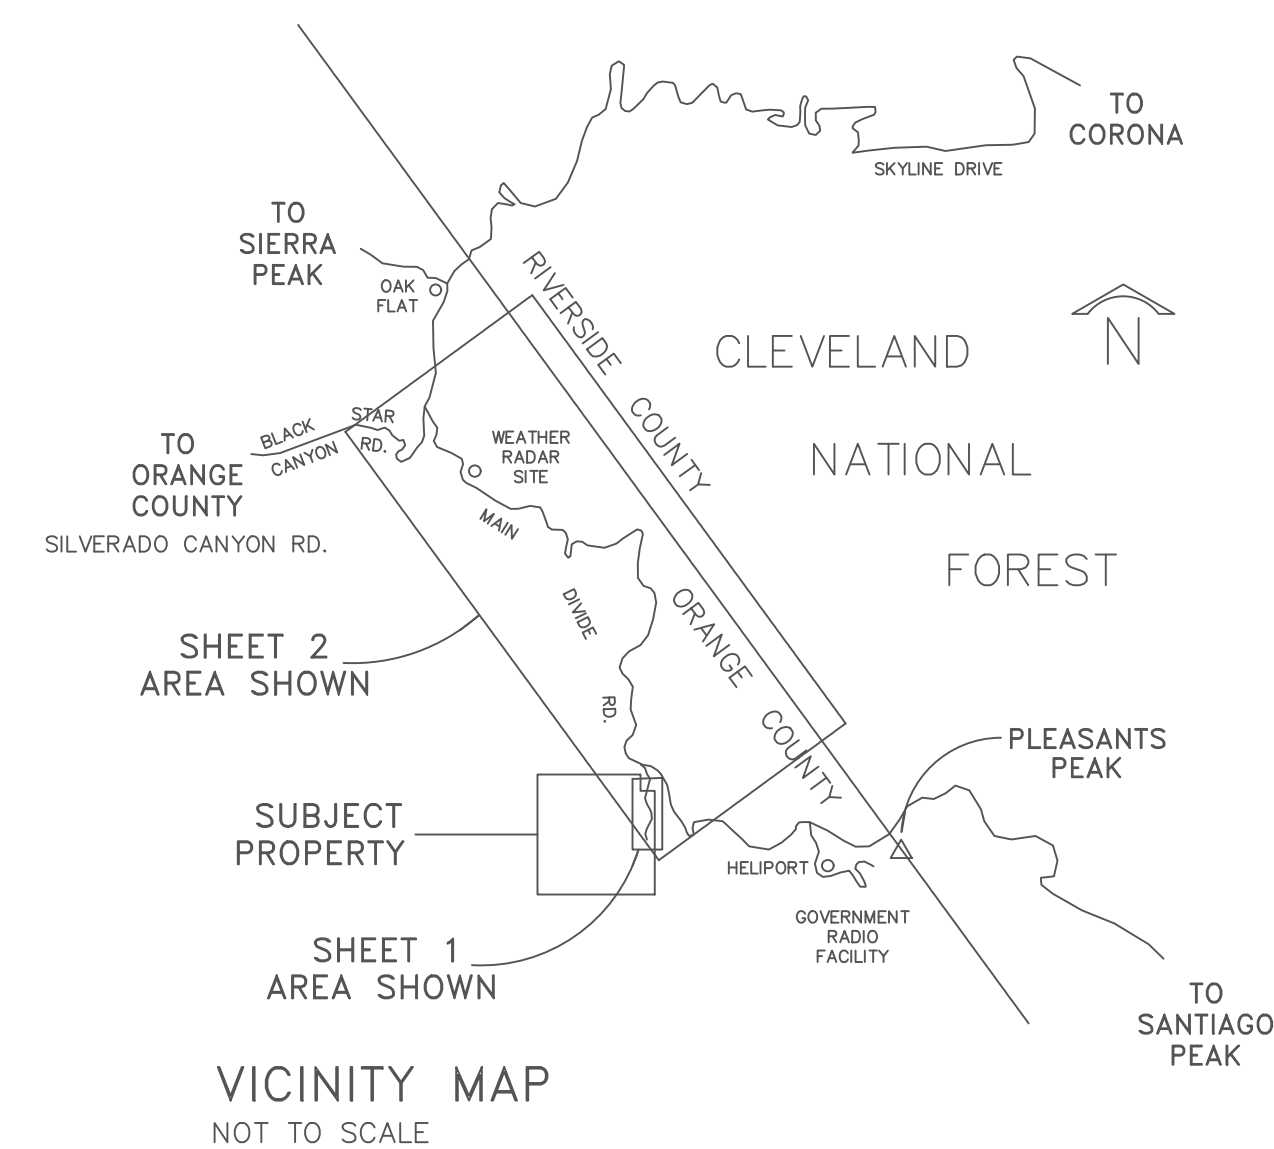 TO
CORONA
SKYLINE DRIVE
TO
SIERRA
PEAK
OAK
FLAT
RIVERSIDE COUNTY
N
CLEVELAND
NATIONAL
FOREST
BLACK STAR
CANYON RD.
TO
ORANGE
COUNTY
SILVERADO CANYON RD.
WEATHER
RADAR
SITE
MAIN DIVIDE RD.
ORANGE COUNTY
SHEET 2
AREA SHOWN
PLEASANTS
PEAK
SUBJECT
PROPERTY
HELIPORT
GOVERNMENT
RADIO
FACILITY
SHEET 1
AREA SHOWN
TO
SANTIAGO
PEAK
VICINITY MAP
NOT TO SCALE